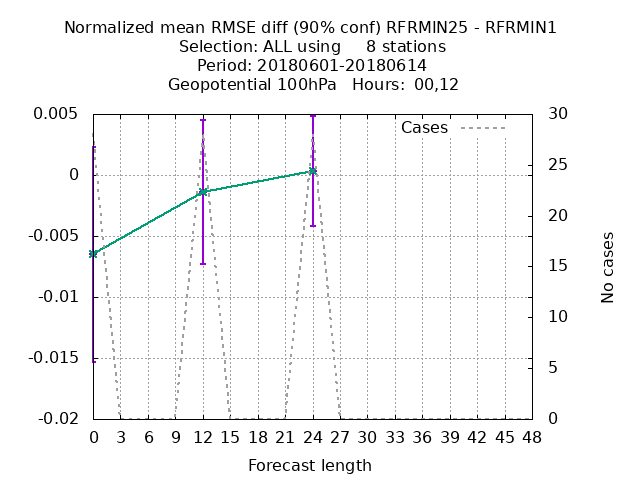 Normalized mean RMSE diff (90% conf) RFRMIN25 - RFRMIN1
Selection: ALL using     8 stations
Period: 20180601-20180614
Geopotential 100hPa   Hours: 00,12
Cases
0.005
0
-0.005
-0.01
-0.015
-0.02
30
25
20
15
10
5
0
No cases
0 3 6 9 12 15 18 21 24 27 30 33 36 39 42 45 48
Forecast length